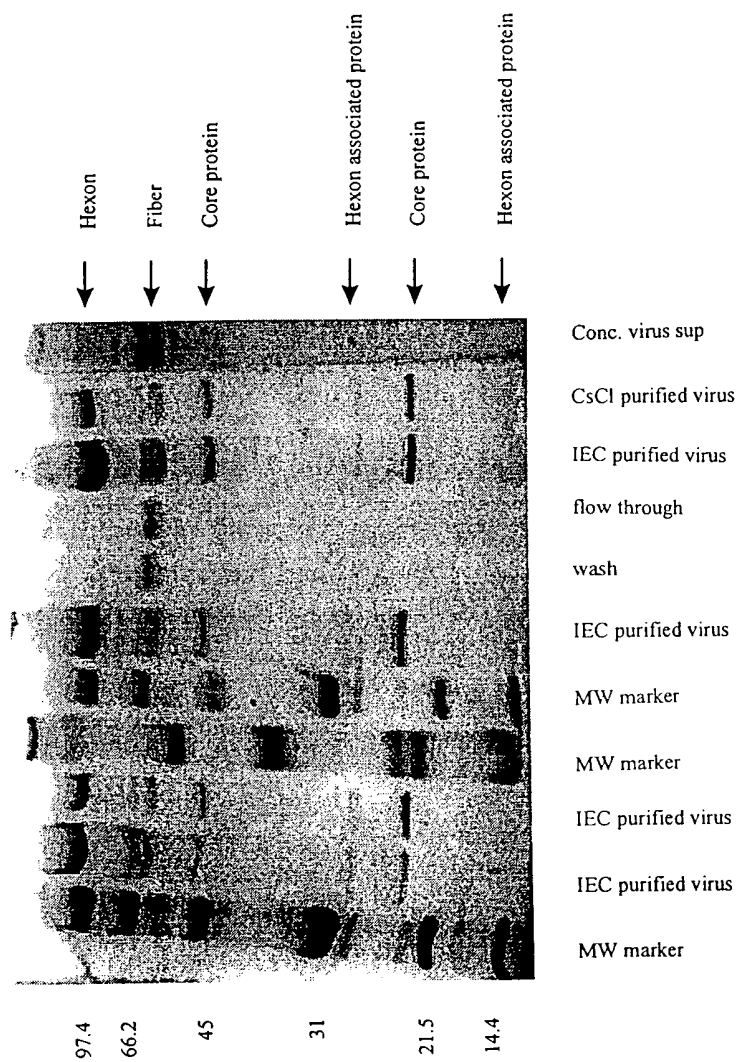 Hexon
Fiber
Core protein
Hexon associated protein
Core protein
Hexon associated protein
Conc. virus sup
CsCl purified virus
IEC purified virus
flow through
wash
IEC purified virus
MW marker
MW marker
IEC purified virus
IEC purified virus
MW marker
97.4
66.2
45
31
21.5
14.4